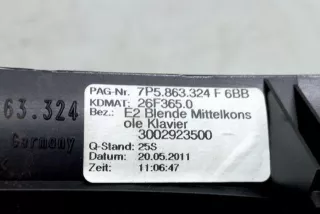 PAG-Nr. 7P5.863.324 F 6BB
KDMAT: 26F365.0
Bez.: E2 Blende Mittelkons
ole Klavier
3002923500
Q-Stand: 25S
Datum: 20.05.2011
Zeit: 11:06:47
63.324
Germany